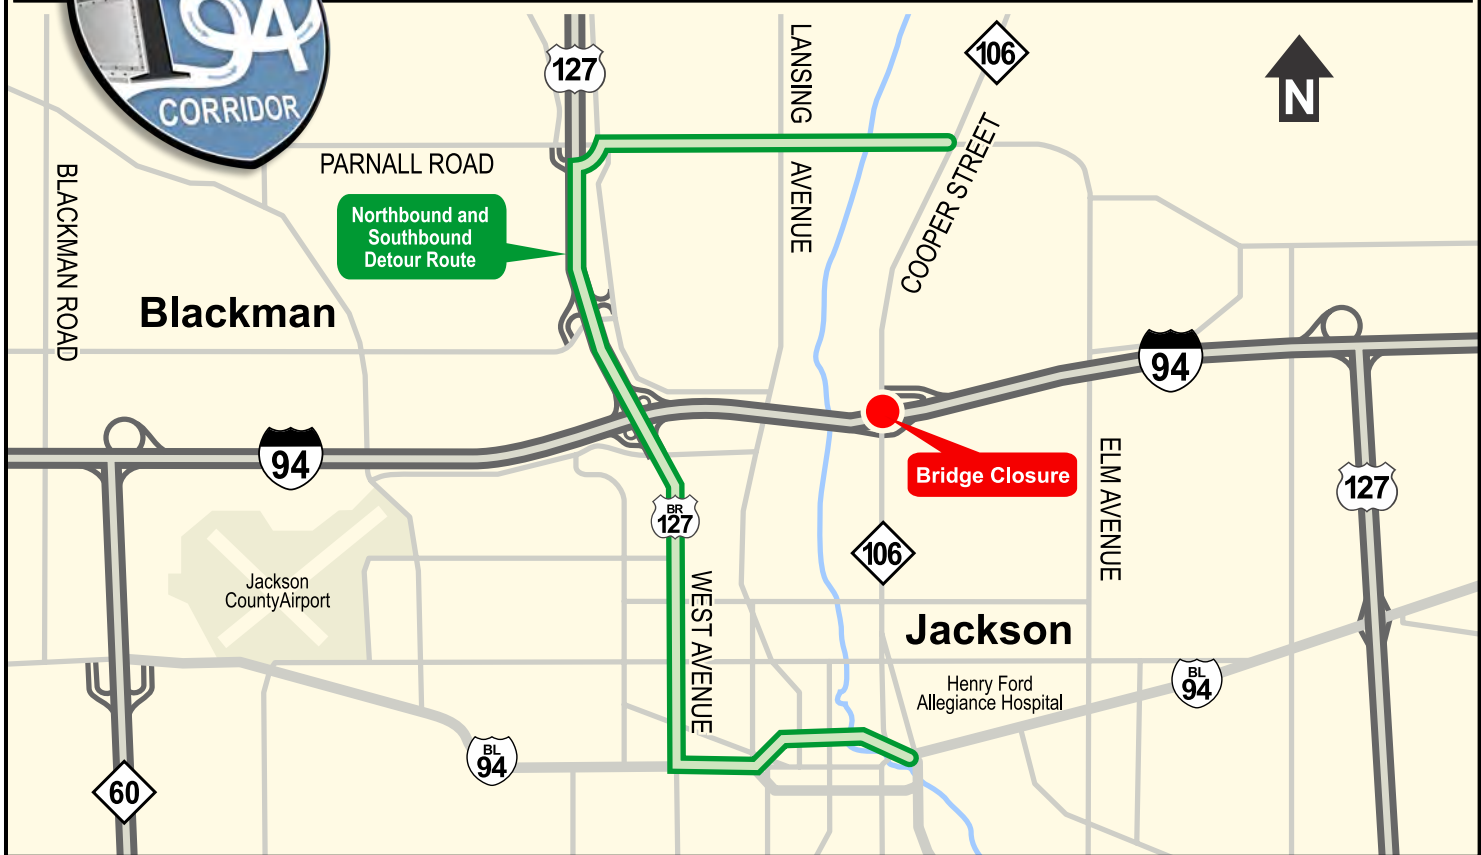 I 94
CORRIDOR
127
LANSING
AVENUE
106
N
COOPER STREET
PARNALL ROAD
BLACKMAN ROAD
Northbound and
Southbound
Detour Route
Blackman
94
94
Bridge Closure
ELM AVENUE
127
BR
127
106
WEST AVENUE
Jackson
CountyAirport
Jackson
Henry Ford
Allegiance Hospital
BL
94
BL
94
60